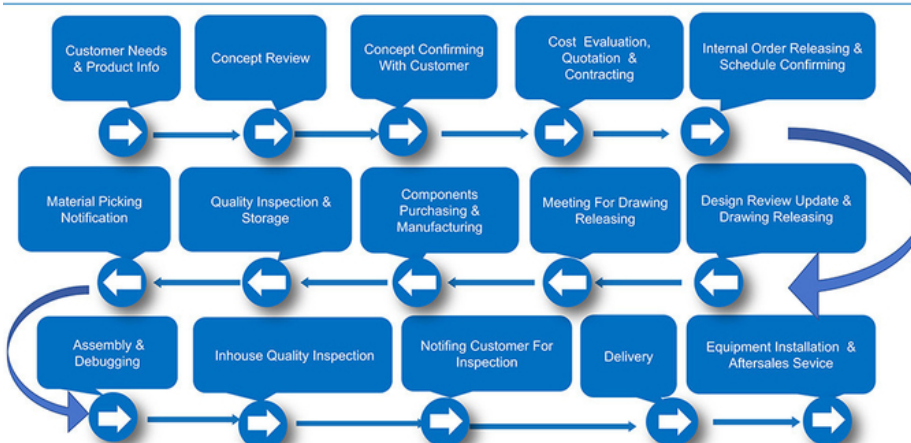 Customer Needs
& Product Info
Concept Review
Concept Confirming
With Customer
Cost Evaluation,
Quotation &
Contracting
Internal Order Releasing &
Schedule Confirming
Material Picking
Notification
Quality Inspection &
Storage
Components
Purchasing &
Manufacturing
Meeting For Drawing
Releasing
Design Review Update &
Drawing Releasing
Assembly &
Debugging
Inhouse Quality Inspection
Notifing Customer For
Inspection
Delivery
Equipment Installation &
Aftersales Sevice